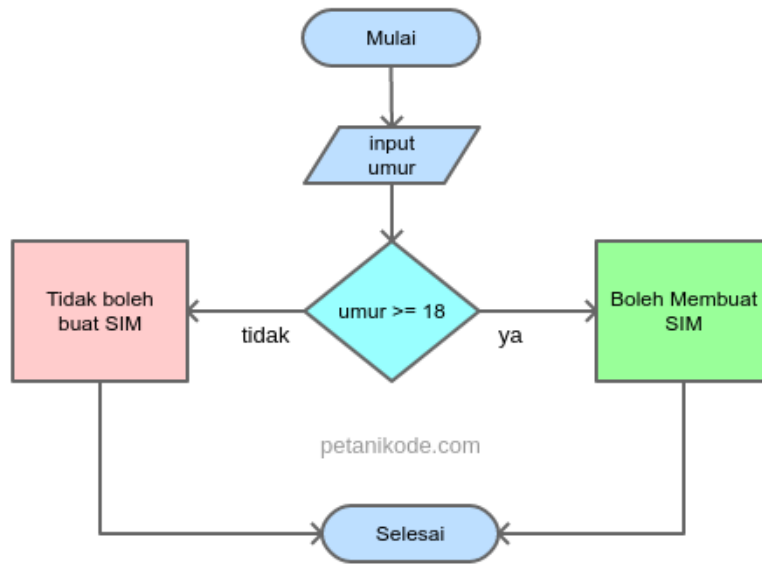 Mulai
input
umur
Tidak boleh
buat SIM
umur >= 18
Boleh Membuat
SIM
tidak
ya
petanikode.com
Selesai